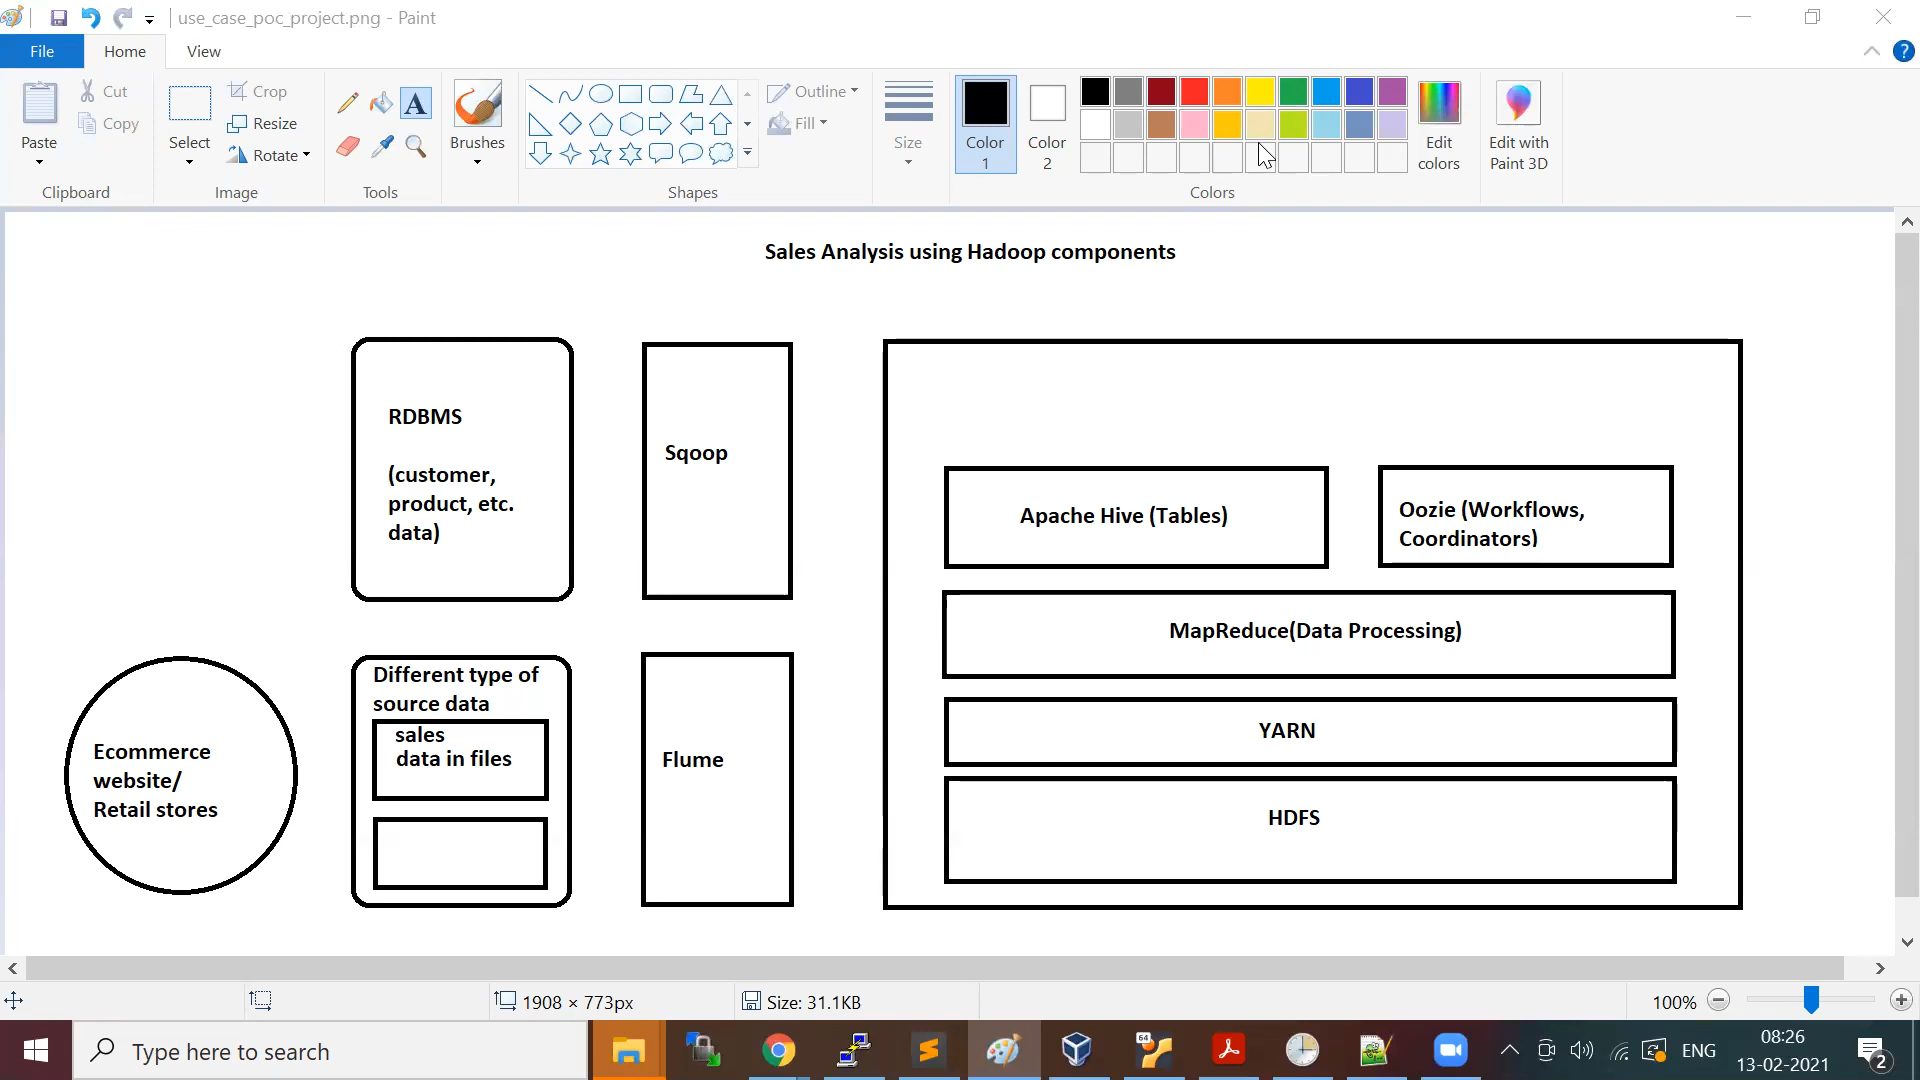 use_case_poc_project.png - Paint
File
Home
View
?
Paste
Cut
Copy
Clipboard
Select
Crop
Resize
Rotate
Image
A
Tools
Brushes
Outline
Fill
Shapes
Size
Color
1
Color
2
Colors
Edit
colors
Edit with
Paint 3D
Sales Analysis using Hadoop components
RDBMS
(customer,
product, etc.
data)
Sqoop
Apache Hive (Tables)
Oozie (Workflows,
Coordinators)
MapReduce(Data Processing)
YARN
HDFS
Ecommerce
website/
Retail stores
Different type of
source data
sales
data in files
Flume
1908 × 773px
Size: 31.1KB
100%
Type here to search
64
ENG
08:26
13-02-2021
2